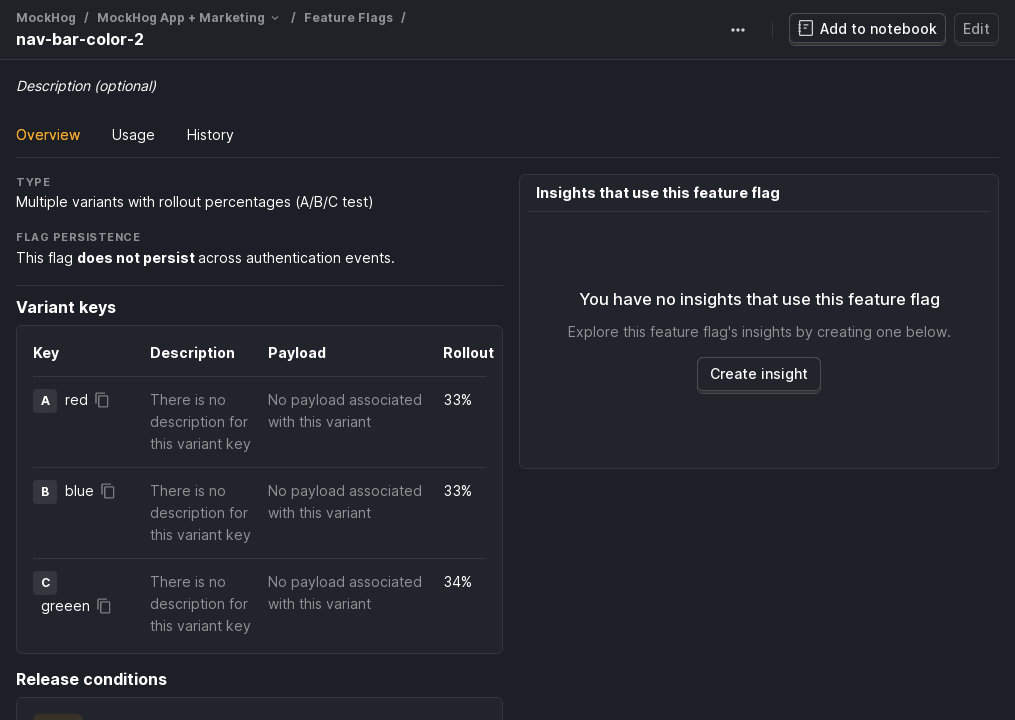 MockHog / MockHog App + Marketing / Feature Flags /
nav-bar-color-2
Add to notebook
Edit
Description (optional)
Overview Usage History
TYPE
Multiple variants with rollout percentages (A/B/C test)
FLAG PERSISTENCE
This flag does not persist across authentication events.
Variant keys
Key Description Payload Rollout
A red There is no No payload associated 33%
description for with this variant
this variant key
B blue There is no No payload associated 33%
description for with this variant
this variant key
C There is no No payload associated 34%
greeen description for with this variant
this variant key
Release conditions
Insights that use this feature flag
You have no insights that use this feature flag
Explore this feature flag's insights by creating one below.
Create insight